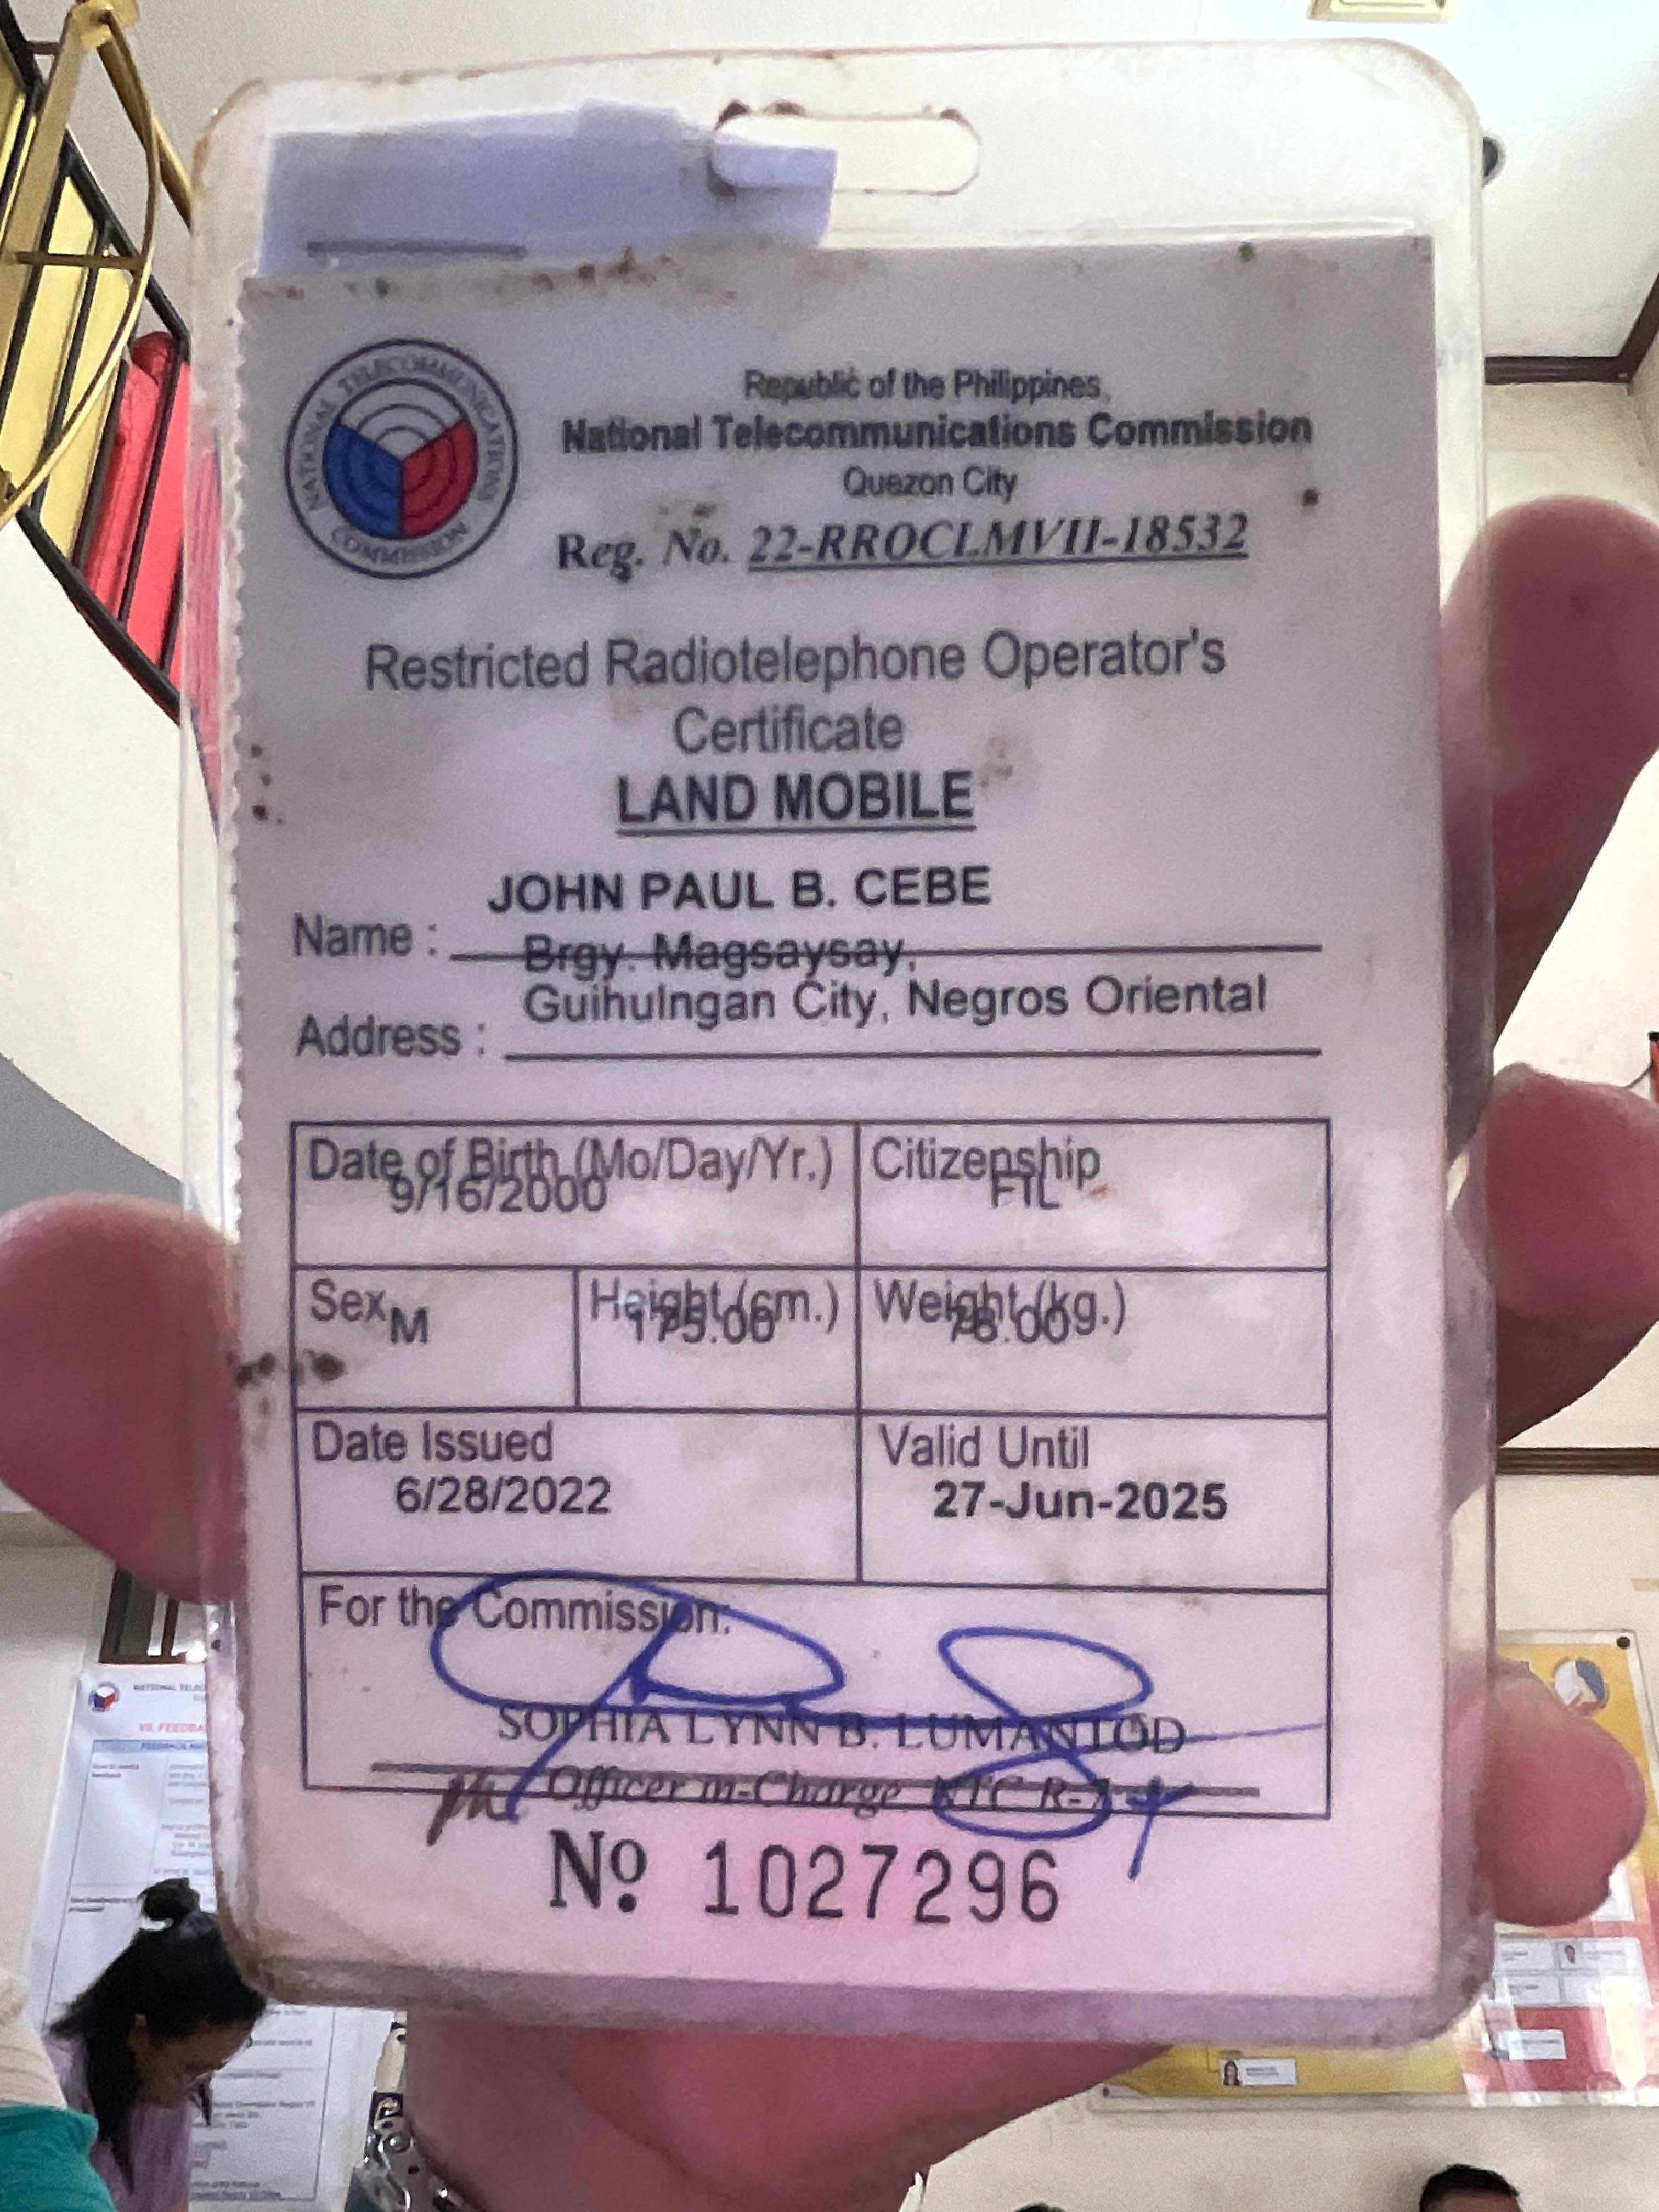 NATIONAL TELECOMMUNICATIONS COMMISSION
Republic of the Philippines,
National Telecommunications Commission
Quezon City
Reg. No. 22-RROCLMVII-18532
Restricted Radiotelephone Operator's
Certificate
LAND MOBILE
JOHN PAUL B. CEBE
Name :
Brgy. Magsaysay,
Guihulngan City, Negros Oriental
Address :
Date of Birth (Mo/Day/Yr.) Citizenship
9/16/2000 FIL
Sex Height (cm.) Weight (kg.)
M 175.00 .00
Date Issued Valid Until
6/28/2022 27-Jun-2025
For the Commission:
SOPHIA LYNN B. LUMANTOD
Officer in-Charge NTC R-7
Nº 1027296
NATIONAL
VII. FEEDBA